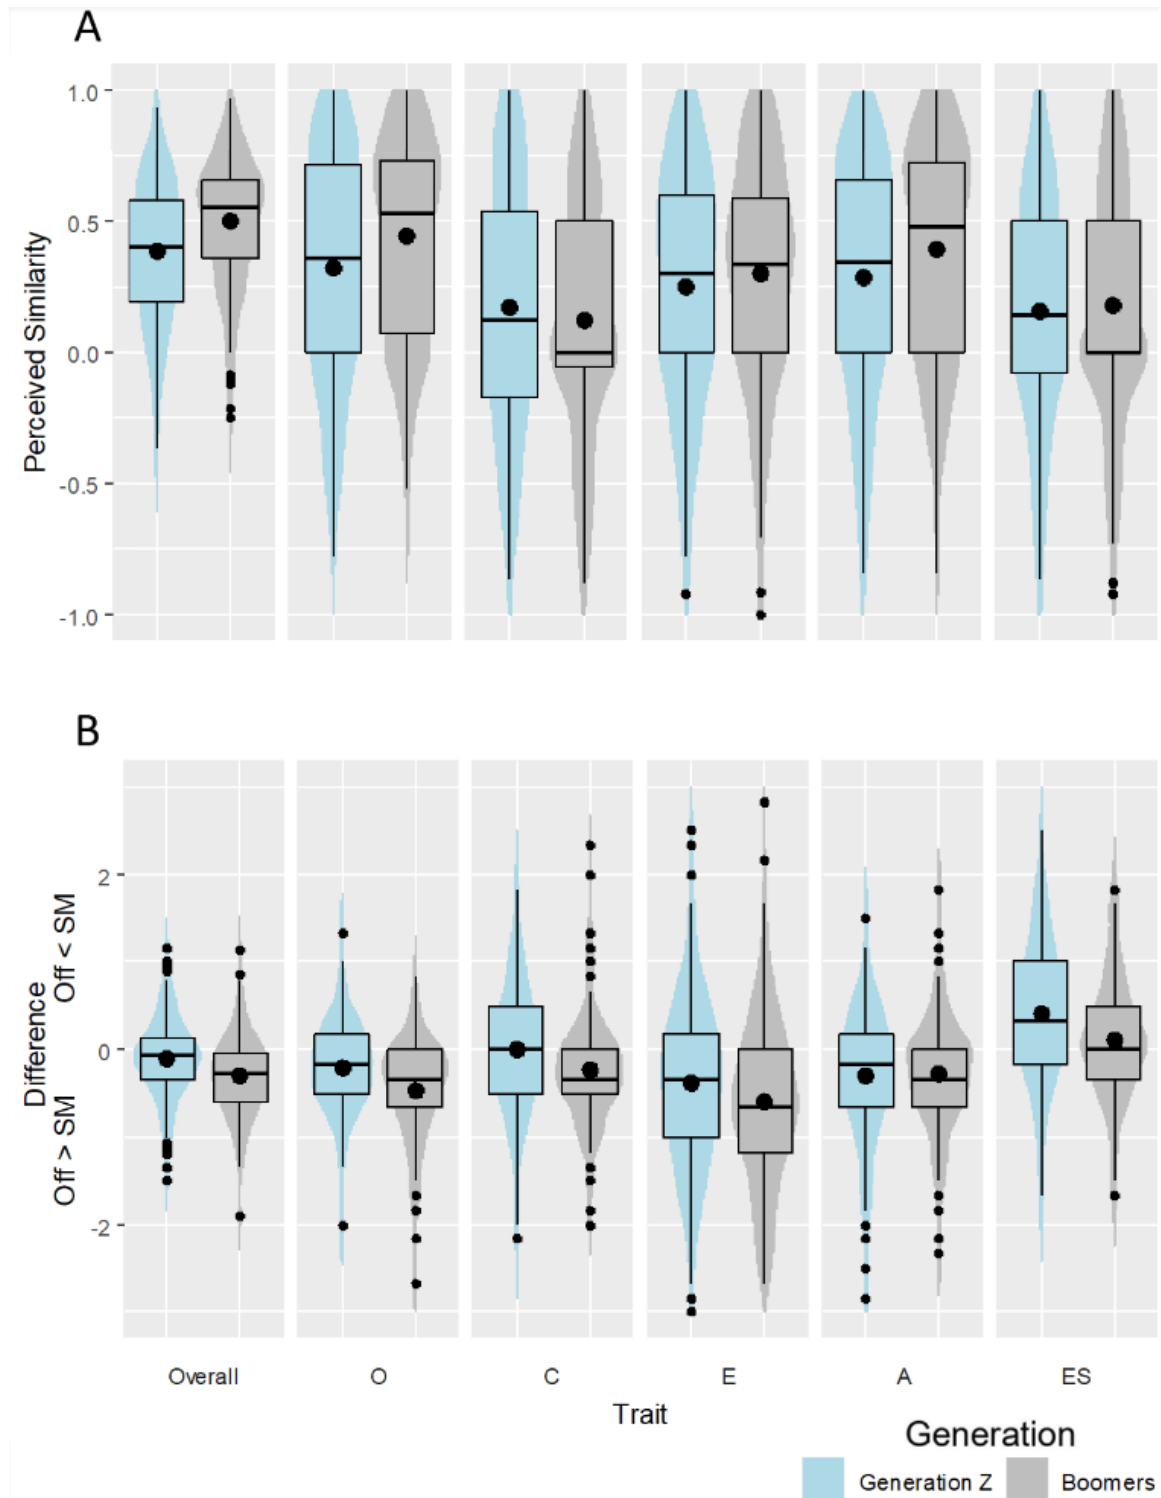 A
Perceived Similarity
1.0
0.5
0.0
-0.5
-1.0
B
Difference
Off > SM Off < SM
2
0
-2
Overall O C E A ES
Trait
Generation
Generation Z Boomers